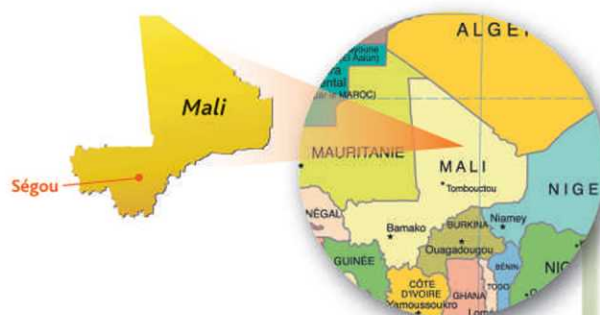 Mali
Ségou
ALGE
MAROC)
MAURITANIE
MALI
Tombouctou
NIGE
NÉGAL
Bamako
BURKINA
Niamey
Ouagadougou
GUINÉE
BÉNIN
NIG
CÔTE
D'IVOIRE
GHANA
TOGO
Yamoussoukro
Lomé